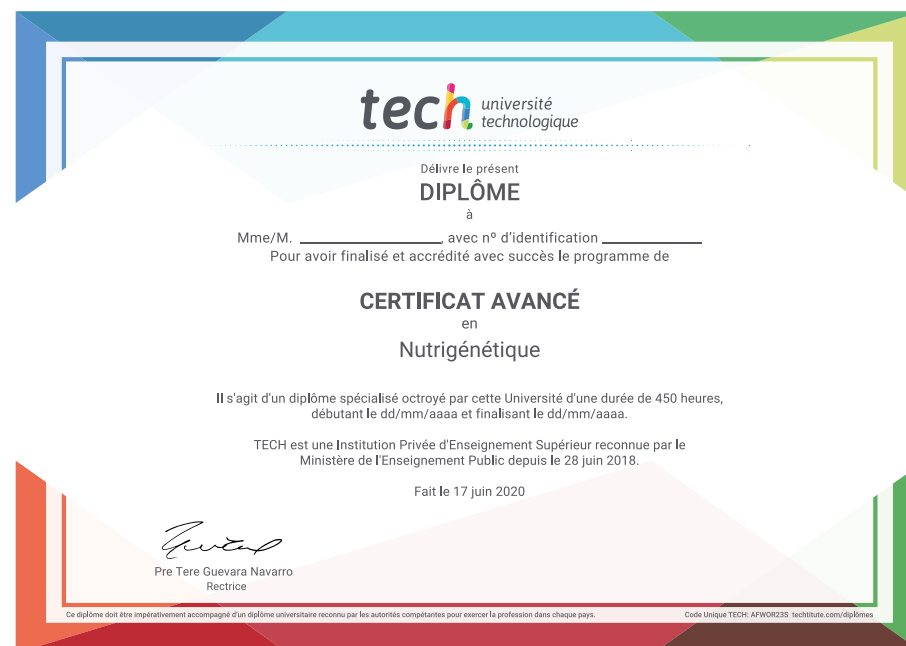 tech université
technologique
Délivre le présent
DIPLÔME
à
Mme/M. ____________________, avec nº d'identification ______________
Pour avoir finalisé et accrédité avec succès le programme de
CERTIFICAT AVANCÉ
en
Nutrigénétique
Il s'agit d'un diplôme spécialisé octroyé par cette Université d'une durée de 450 heures,
débutant le dd/mm/aaaa et finalisant le dd/mm/aaaa.
TECH est une Institution Privée d'Enseignement Supérieur reconnue par le
Ministère de l'Enseignement Public depuis le 28 juin 2018.
Fait le 17 juin 2020
Pre Tere Guevara Navarro
Rectrice
Ce diplôme doit être impérativement accompagné d'un diplôme universitaire reconnu par les autorités compétentes pour exercer la profession dans chaque pays.
Code Unique TECH: AFWOR23S techtitute.com/diplômes